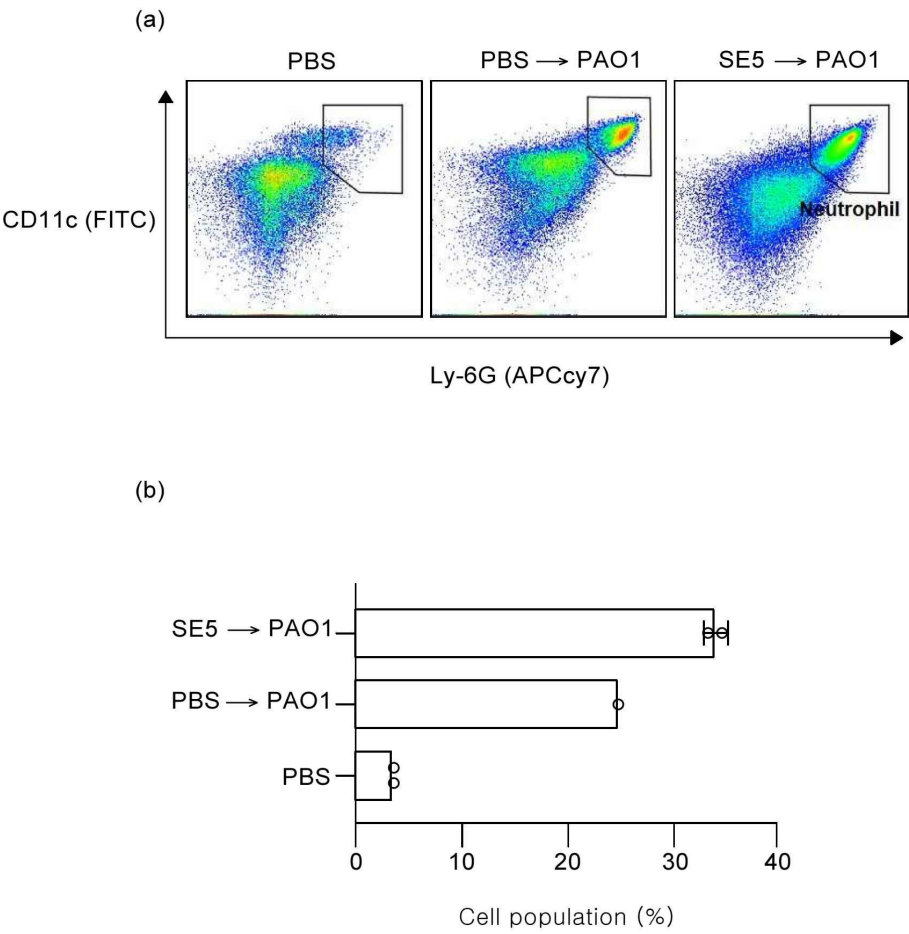 (a)
PBS
PBS → PAO1
SE5 → PAO1
CD11c (FITC)
Neutrophil
Ly-6G (APCcy7)
(b)
SE5 → PAO1
PBS → PAO1
PBS
0 10 20 30 40
Cell population (%)